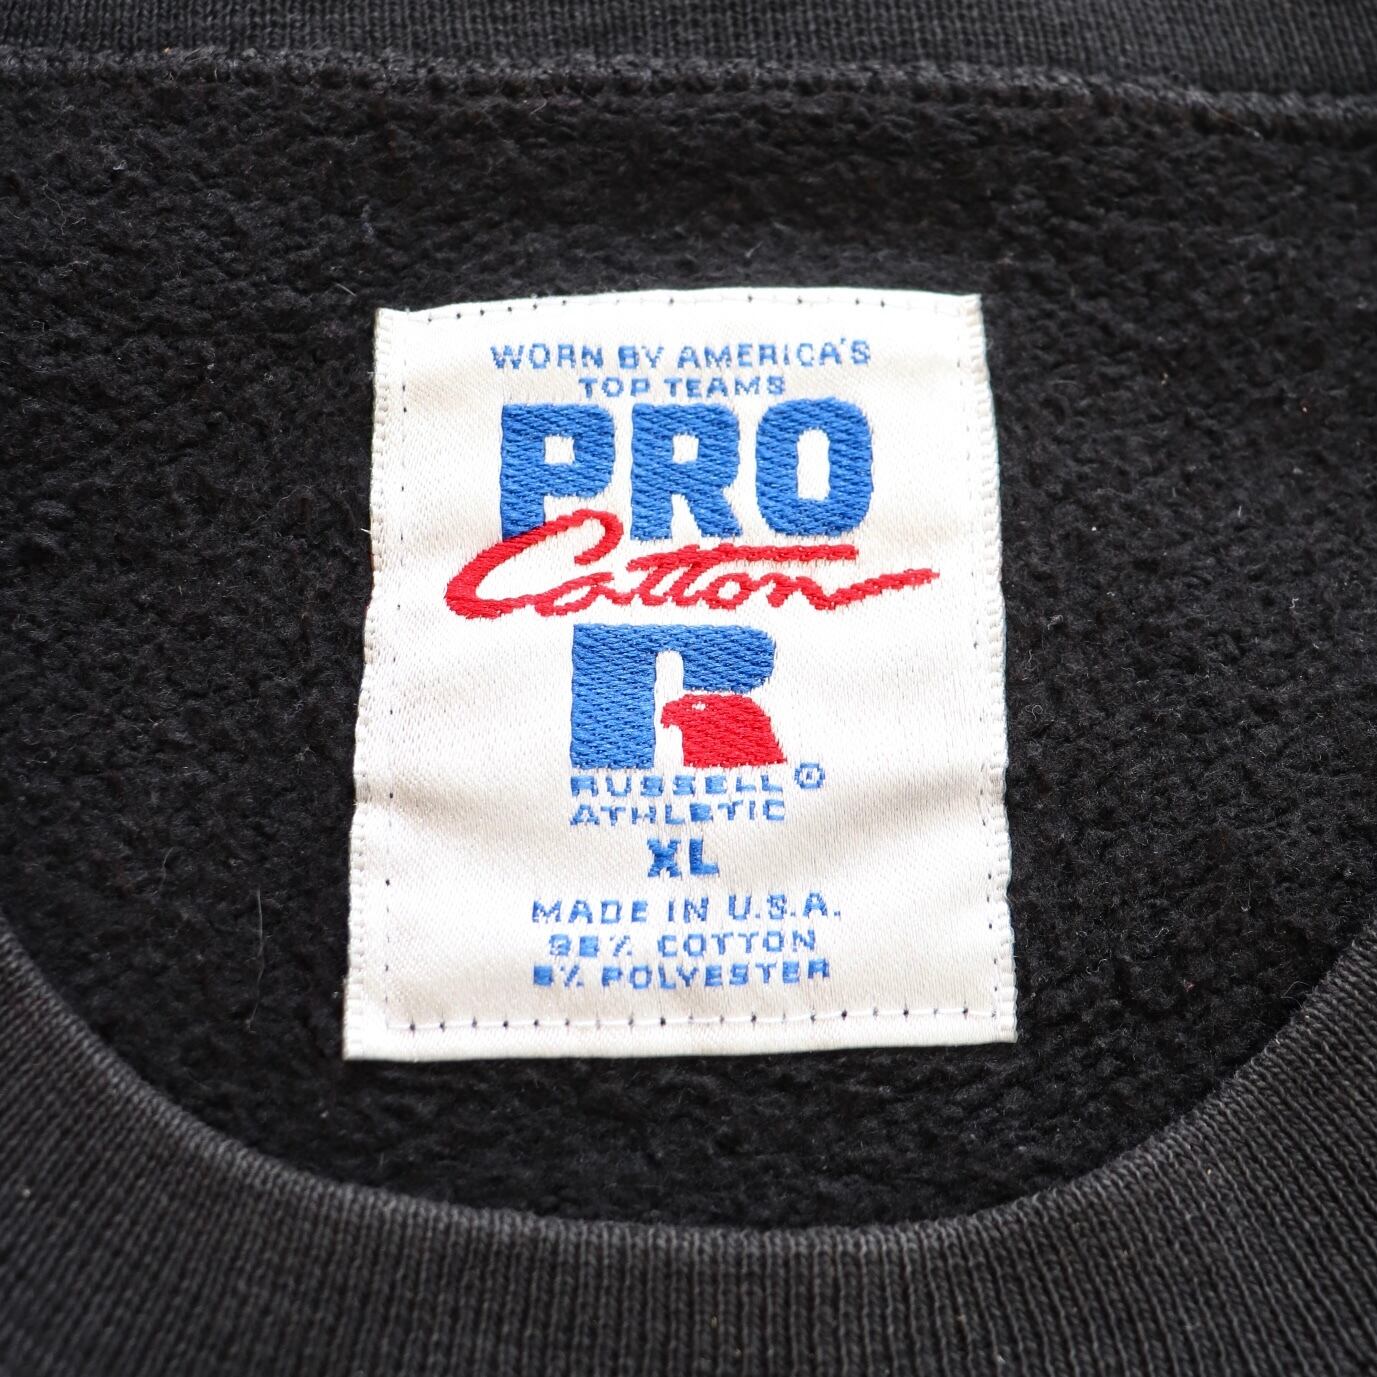 WORN BY AMERICA'S
TOP TEAMS
PRO
Cotton
RUSSELL ®
ATHLETIC
XL
MADE IN U.S.A.
95% COTTON
5% POLYESTER